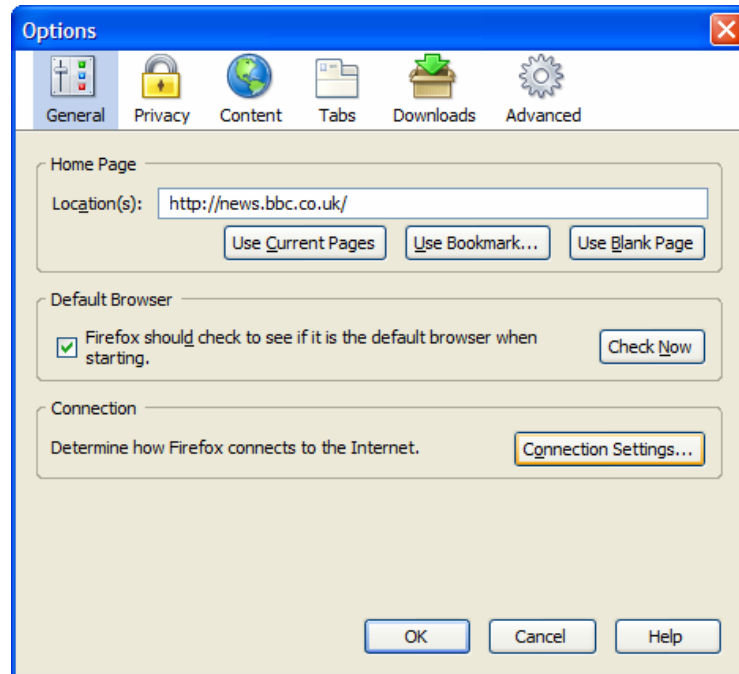 Options
General Privacy Content Tabs Downloads Advanced
Home Page
Location(s): http://news.bbc.co.uk/
Use Current Pages Use Bookmark... Use Blank Page
Default Browser
Firefox should check to see if it is the default browser when
starting.
Check Now
Connection
Determine how Firefox connects to the Internet. Connection Settings...
OK Cancel Help